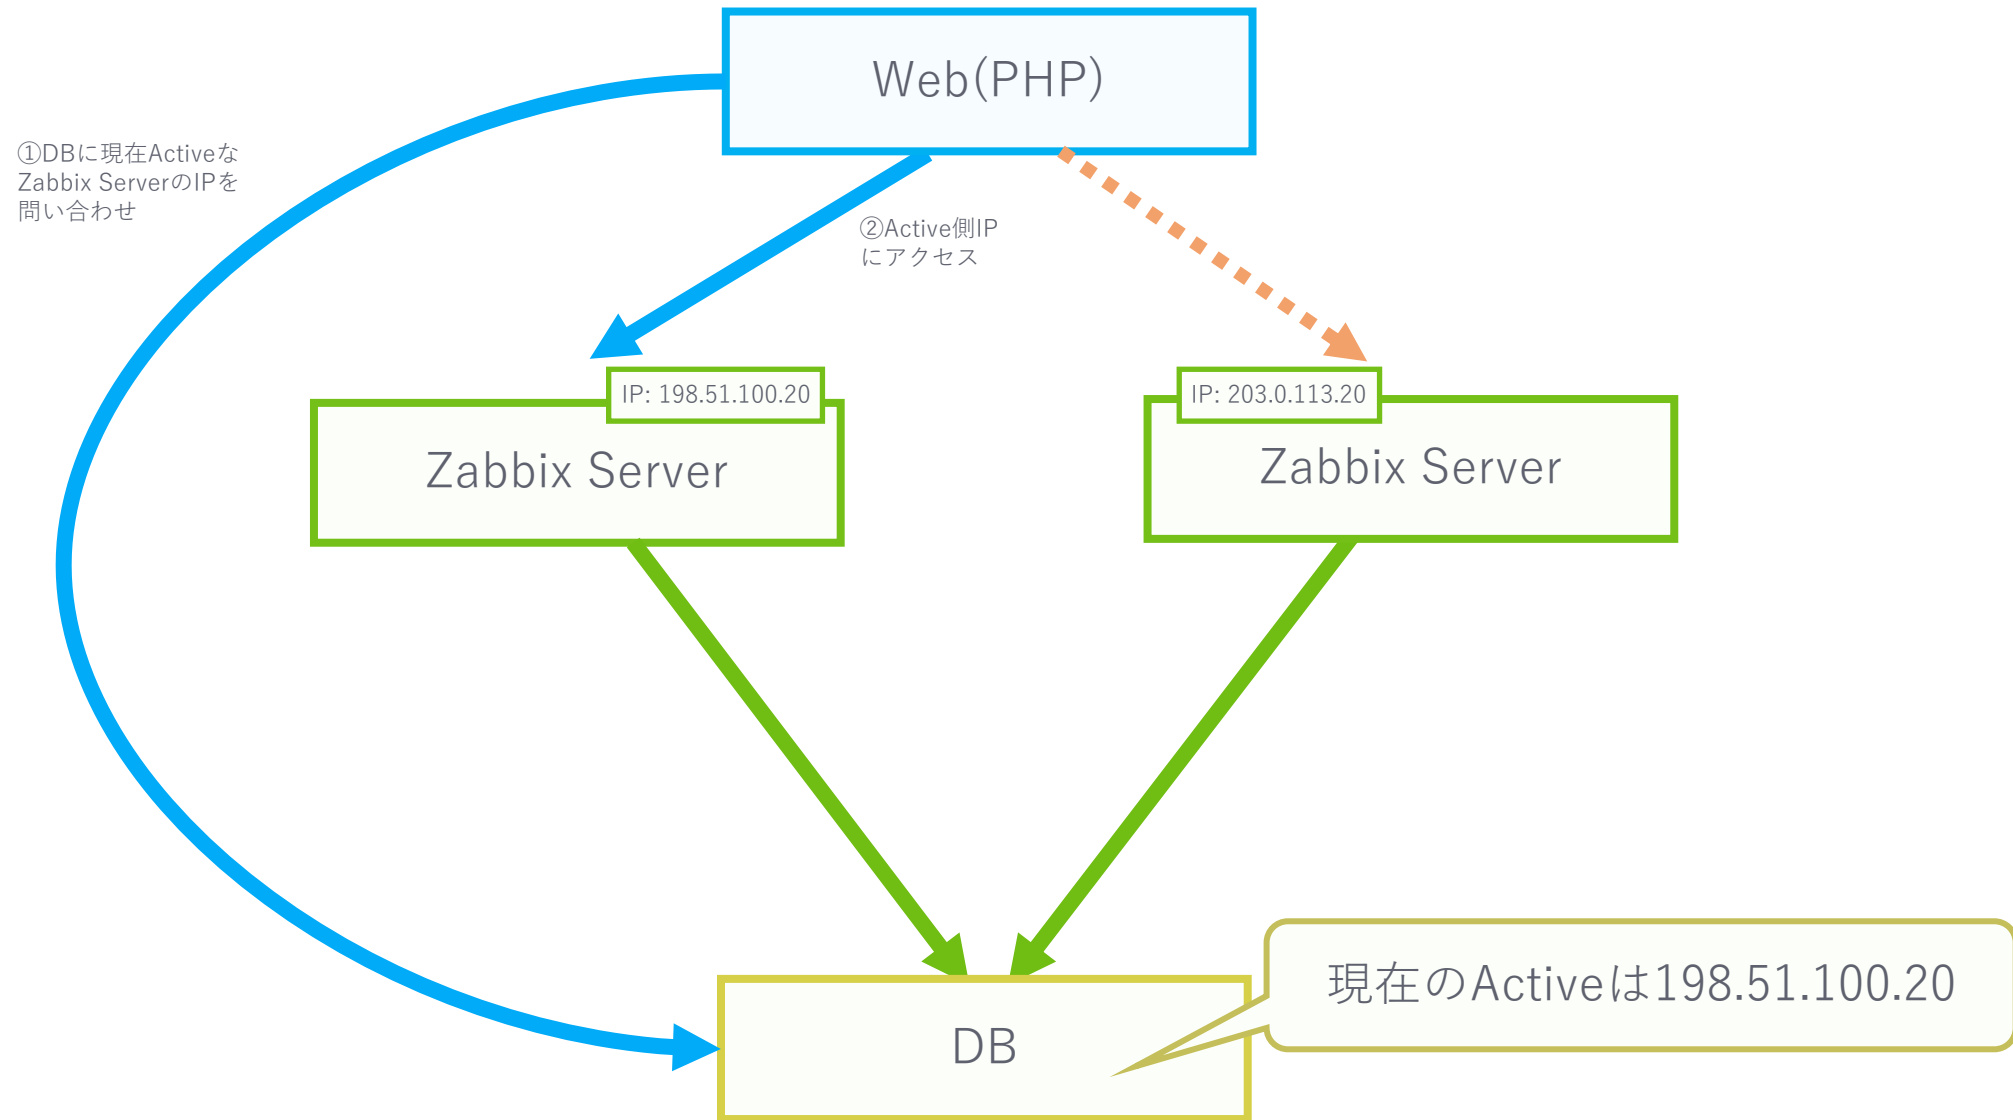 Web(PHP)
①DBに現在Activeな
Zabbix ServerのIPを
問い合わせ
②Active側IP
にアクセス
IP: 198.51.100.20
Zabbix Server
IP: 203.0.113.20
Zabbix Server
現在のActiveは198.51.100.20
DB